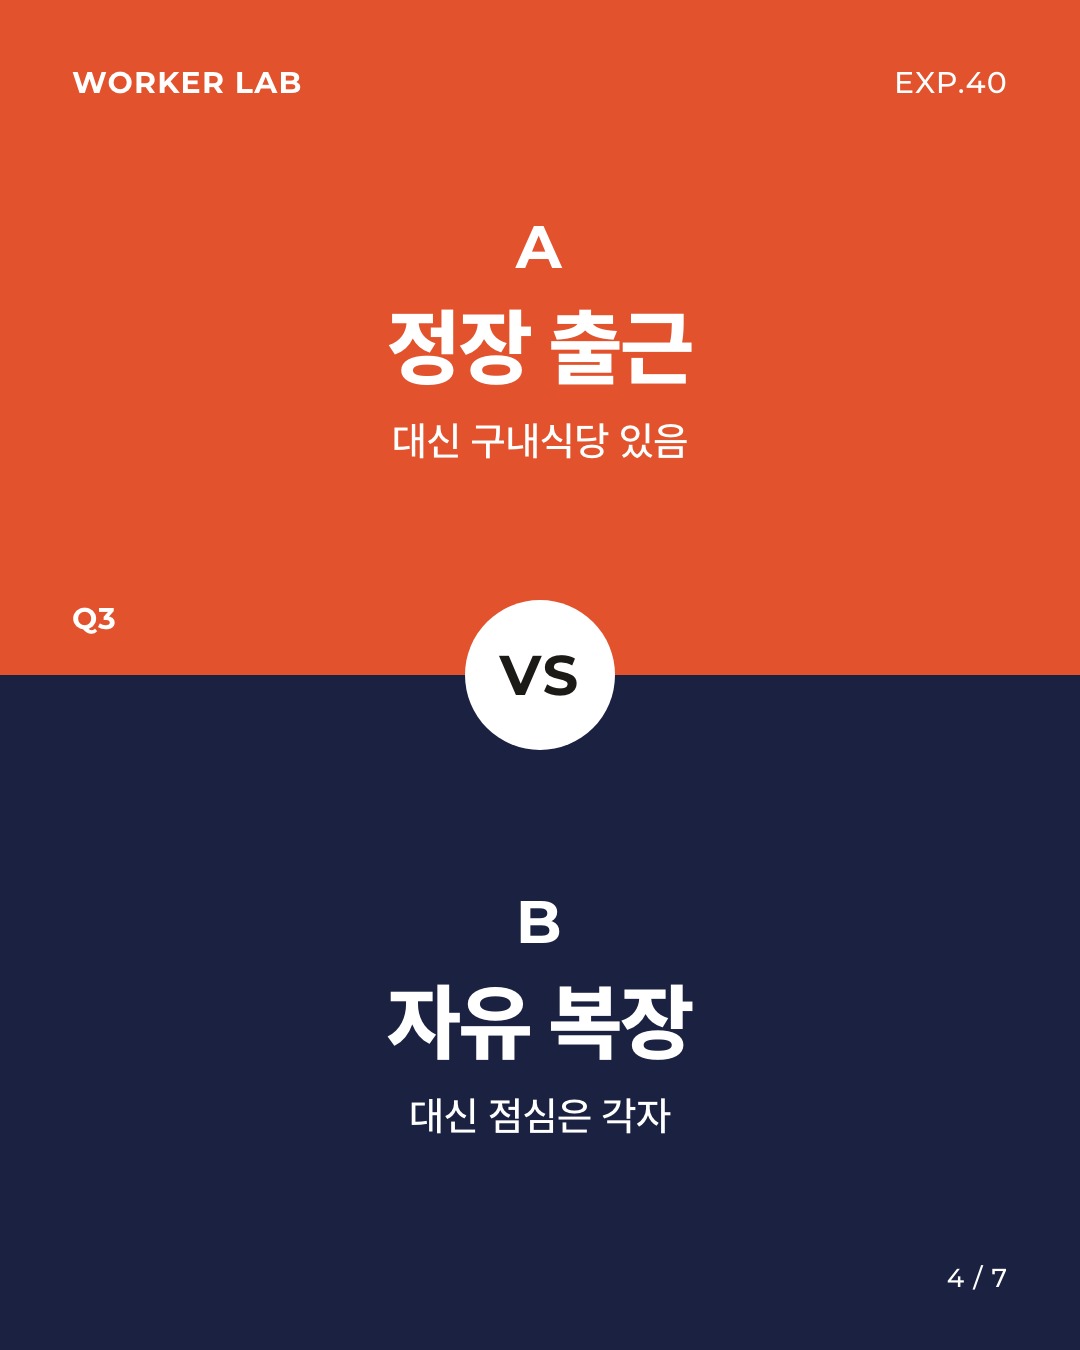 WORKER LAB
EXP.40
A
정장 출근
대신 구내식당 있음
Q3
VS
B
자유 복장
대신 점심은 각자
4 / 7